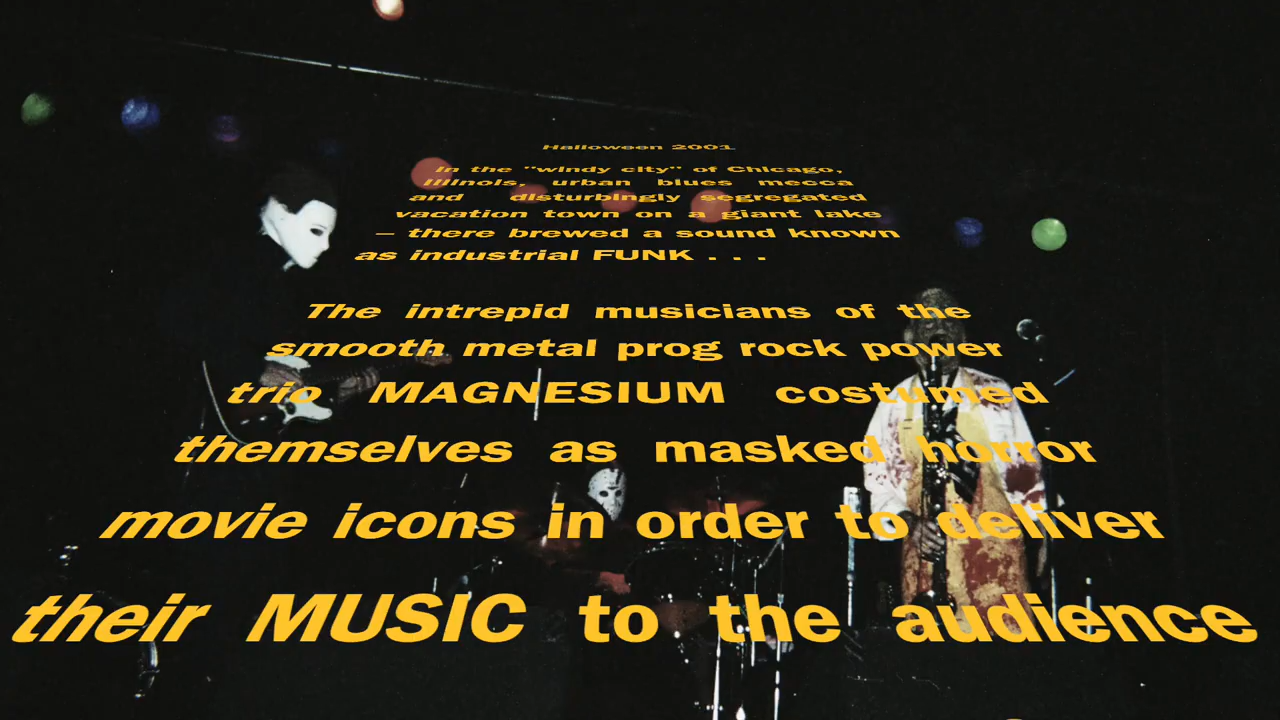 Halloween 2001
In the "windy city" of Chicago,
Illinois, urban blues mecca
and disturbingly segregated
vacation town on a giant lake
– there brewed a sound known
as industrial FUNK . . .
The intrepid musicians of the
smooth metal prog rock power
trio MAGNESIUM costumed
themselves as masked horror
movie icons in order to deliver
their MUSIC to the audience